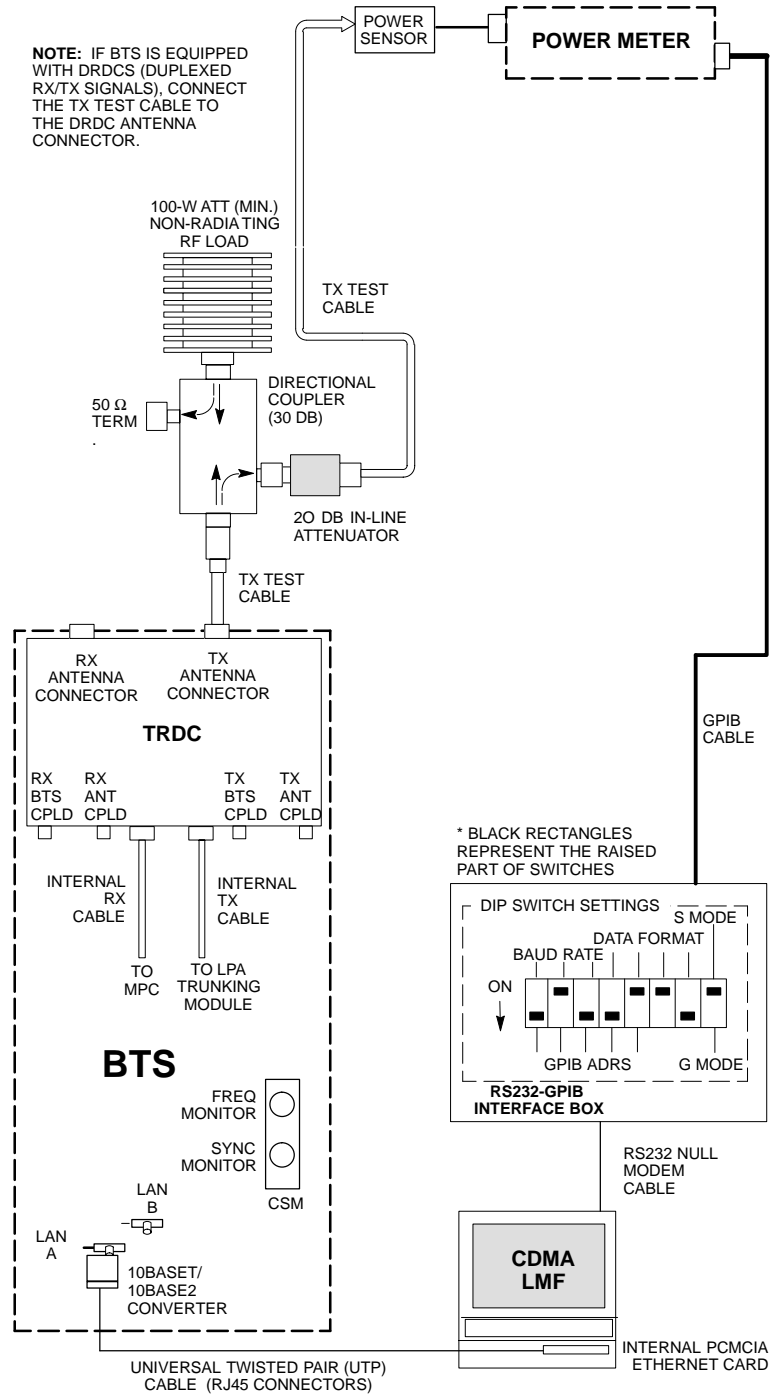 POWER
SENSOR
POWER METER
NOTE: IF BTS IS EQUIPPED
WITH DRDCS (DUPLEXED
RX/TX SIGNALS), CONNECT
THE TX TEST CABLE TO
THE DRDC ANTENNA
CONNECTOR.
100-W ATT (MIN.)
NON-RADIA TING
RF LOAD
TX TEST
CABLE
50 Ω
TERM
.
DIRECTIONAL
COUPLER
(30 DB)
2O DB IN-LINE
ATTENUATOR
TX TEST
CABLE
RX
ANTENNA
CONNECTOR
TX
ANTENNA
CONNECTOR
TRDC
RX
BTS
CPLD
RX
ANT
CPLD
TX
BTS
CPLD
TX
ANT
CPLD
INTERNAL
RX
CABLE
INTERNAL
TX
CABLE
TO
MPC
TO LPA
TRUNKING
MODULE
GPIB
CABLE
* BLACK RECTANGLES
REPRESENT THE RAISED
PART OF SWITCHES
DIP SWITCH SETTINGS
S MODE
DATA FORMAT
BAUD RATE
ON
GPIB ADRS
G MODE
RS232-GPIB
INTERFACE BOX
BTS
FREQ
MONITOR
SYNC
MONITOR
CSM
LAN
B
LAN
A
10BASET/
10BASE2
CONVERTER
RS232 NULL
MODEM
CABLE
CDMA
LMF
INTERNAL PCMCIA
ETHERNET CARD
UNIVERSAL TWISTED PAIR (UTP)
CABLE (RJ45 CONNECTORS)